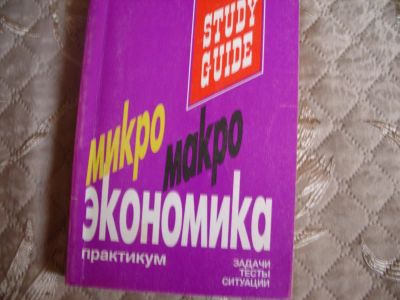 STUDY
GUIDE
микро
макро
экономика
практикум
ЗАДАЧИ
ТЕСТЫ
СИТУАЦИИ